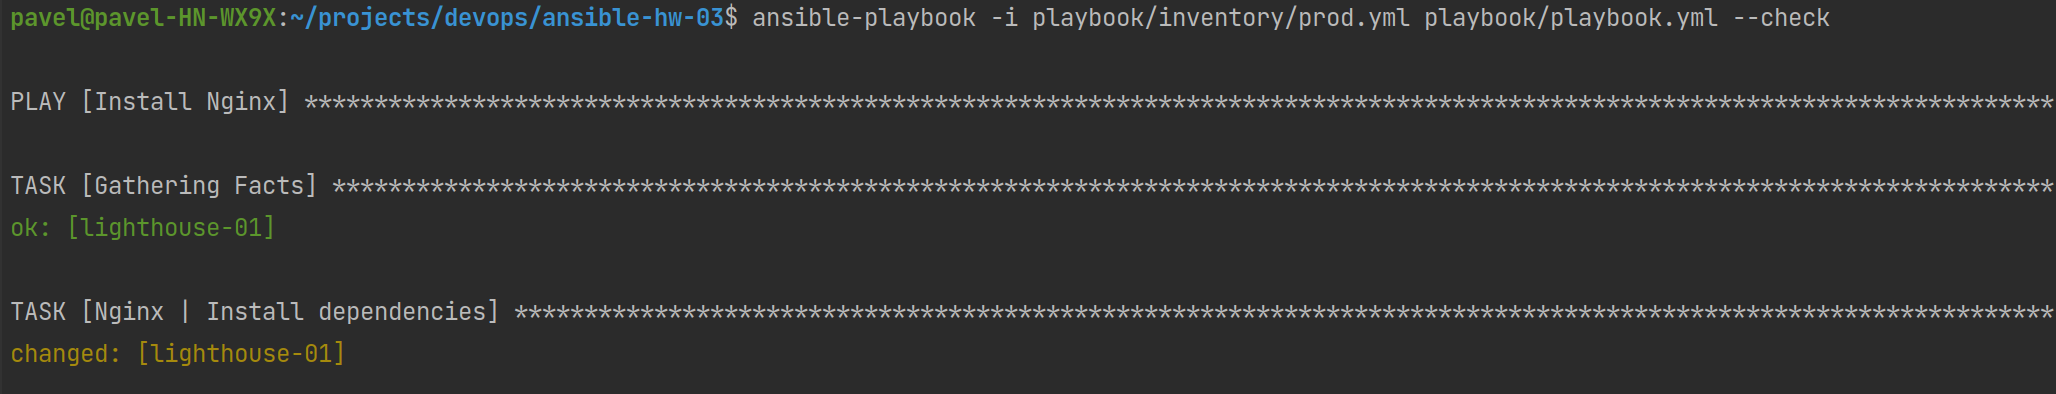 pavel@pavel-HN-WX9X:~/projects/devops/ansible-hw-03$ ansible-playbook -i playbook/inventory/prod.yml playbook/playbook.yml --check
PLAY [Install Nginx] *****************************************************************************************************************************
TASK [Gathering Facts] ***************************************************************************************************************************
ok: [lighthouse-01]
TASK [Nginx | Install dependencies] **************************************************************************************************************
changed: [lighthouse-01]